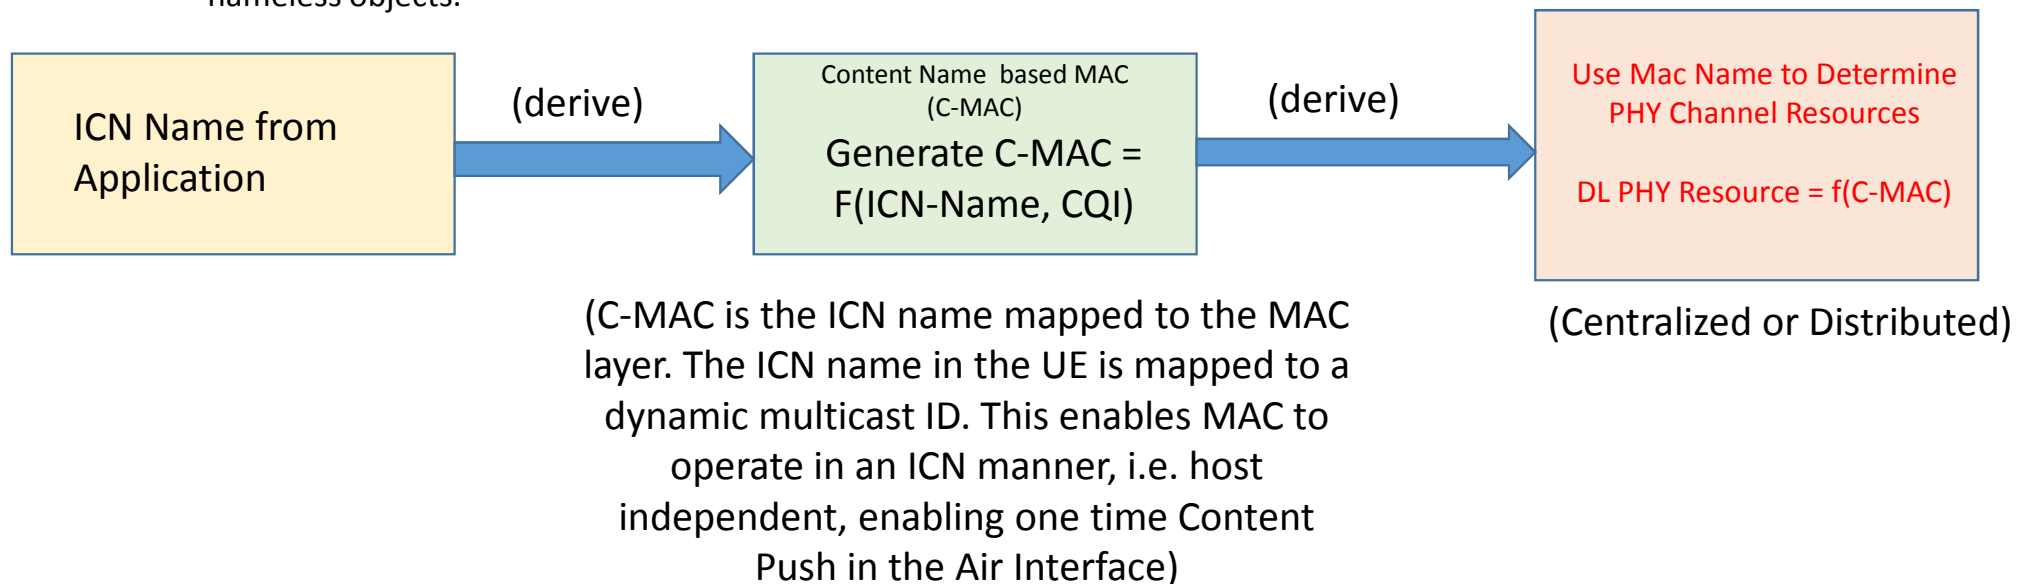 nameless objects.
ICN Name from
Application
(derive)
Content Name based MAC
(C-MAC)
Generate C-MAC =
F(ICN-Name, CQI)
(derive)
Use Mac Name to Determine
PHY Channel Resources
DL PHY Resource = f(C-MAC)
(C-MAC is the ICN name mapped to the MAC
layer. The ICN name in the UE is mapped to a
dynamic multicast ID. This enables MAC to
operate in an ICN manner, i.e. host
independent, enabling one time Content
Push in the Air Interface)
(Centralized or Distributed)